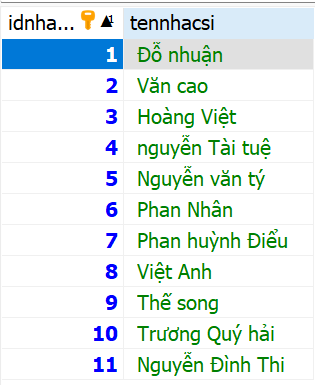 idnha... 1 tennhacsi
1 Đỗ nhuận
2 Văn cao
3 Hoàng Việt
4 nguyễn Tài tuệ
5 Nguyễn văn tý
6 Phan Nhân
7 Phan huỳnh Điểu
8 Việt Anh
9 Thế song
10 Trương Quý hải
11 Nguyễn Đình Thi